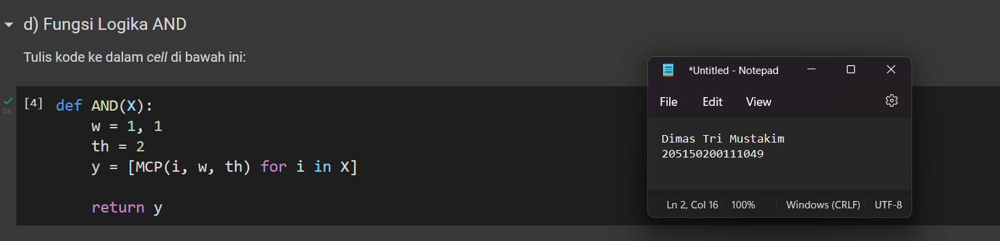 d) Fungsi Logika AND
Tulis kode ke dalam cell di bawah ini:
0s
[4]
def AND(X):
    w = 1, 1
    th = 2
    y = [MCP(i, w, th) for i in X]
    return y
*Untitled - Notepad
File Edit View
Dimas Tri Mustakim
205150200111049
Ln 2, Col 16 100% Windows (CRLF) UTF-8